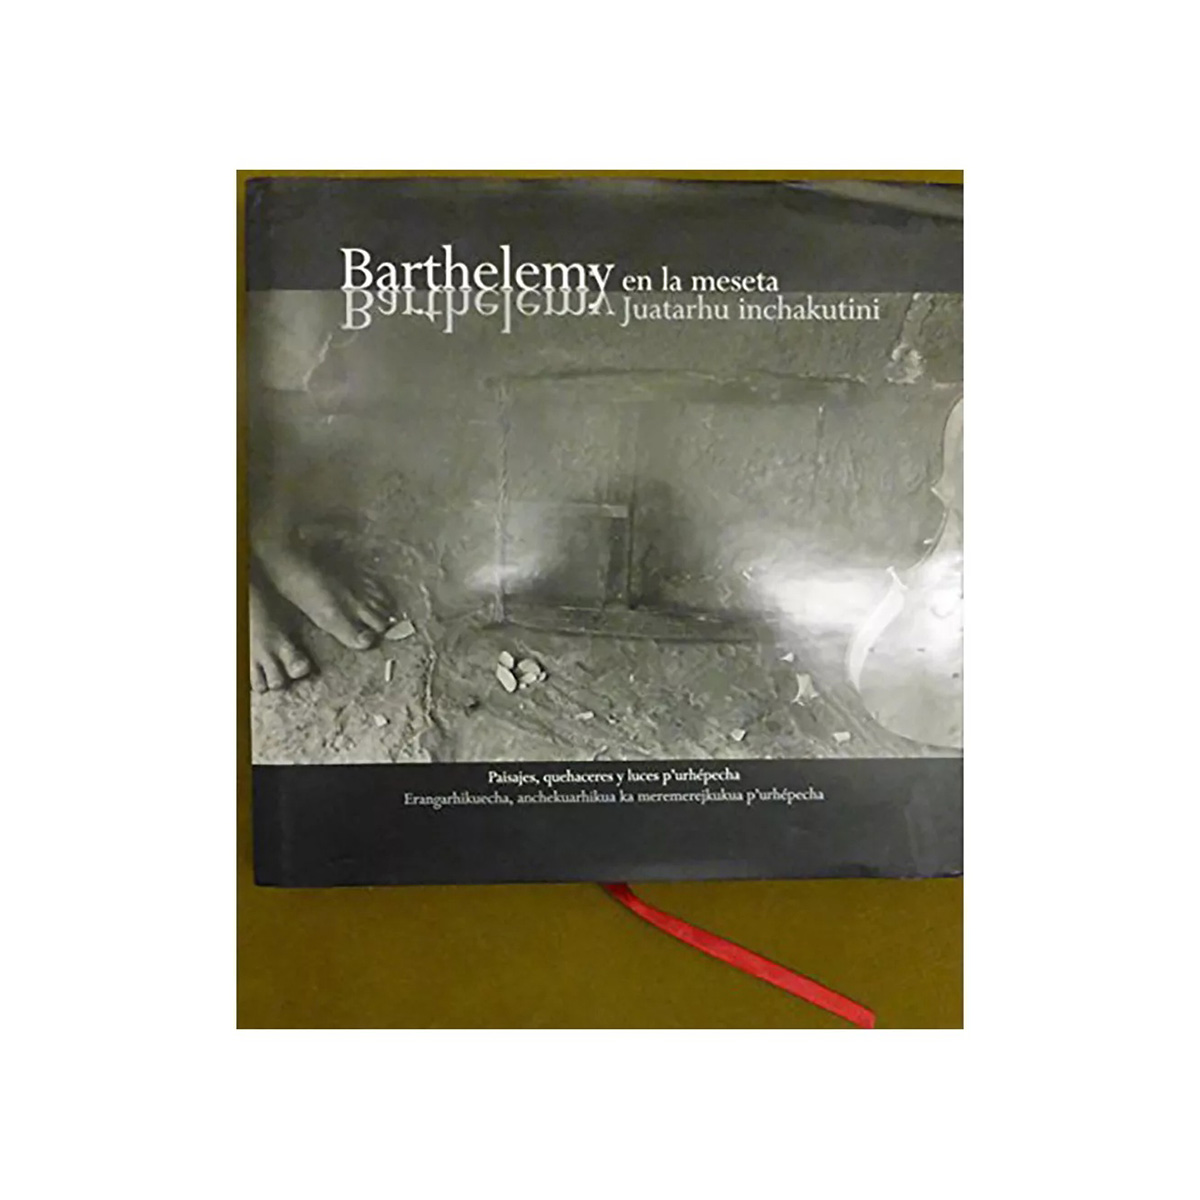 Barthelemy en la meseta
Barthelemy Juatarhu inchakutini
Paisajes, quehaceres y luces p'urhépecha
Erangarhikuecha, anchekuarhikua ka meremerejkukua p'urhépecha